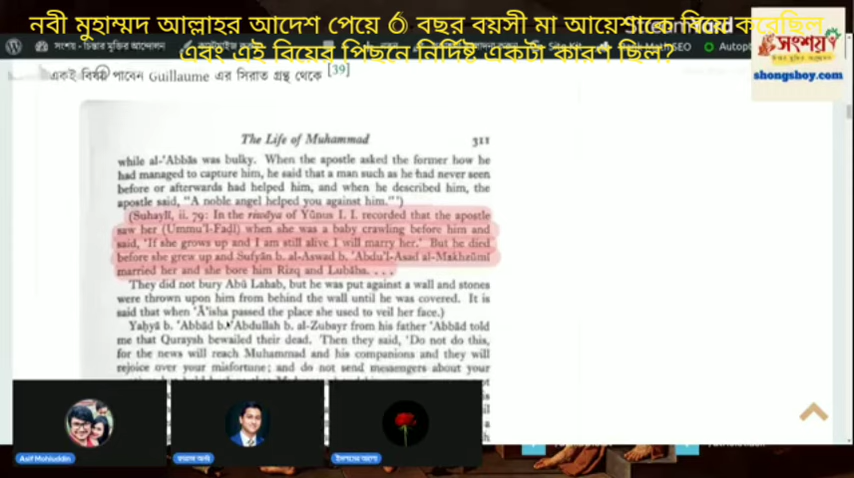 নবী মুহাম্মদ আল্লাহর আদেশ পেয়ে 6 বছর বয়সী মা আয়েশাকে বিয়ে করেছিল
এবং এই বিয়ের পিছনে নির্দিষ্ট একটা কারণ ছিল?
সংশয় - চিন্তার মুক্তির আন্দোলন
সংশয়
shongshoy.com
একই বিষয় পাবেন Guillaume এর সিরাত গ্রন্থ থেকে [39]
The Life of Muhammad 311
while al-'Abbās was bulky. When the apostle asked the former how he
had managed to capture him, he said that a man such as he had never seen
before or afterwards had helped him, and when he described him, the
apostle said, "A noble angel helped you against him."')
(Suhaylī, ii. 79: In the riwāya of Yūnus I. I. recorded that the apostle
saw her (Ummu'l-Faḍl) when she was a baby crawling before him and
said, 'If she grows up and I am still alive I will marry her.' But he died
before she grew up and Sufyān b. al-Aswad b. 'Abdu'l-Asad al-Makhzūmī
married her and she bore him Rizq and Lubāba. . . .
They did not bury Abū Lahab, but he was put against a wall and stones
were thrown upon him from behind the wall until he was covered. It is
said that when 'Ā'isha passed the place she used to veil her face.)
Yaḥyā b. 'Abbād b. 'Abdullah b. al-Zubayr from his father 'Abbād told
me that Quraysh bewailed their dead. Then they said, 'Do not do this,
for the news will reach Muhammad and his companions and they will
rejoice over your misfortune; and do not send messengers about your
Asif Mohiuddin